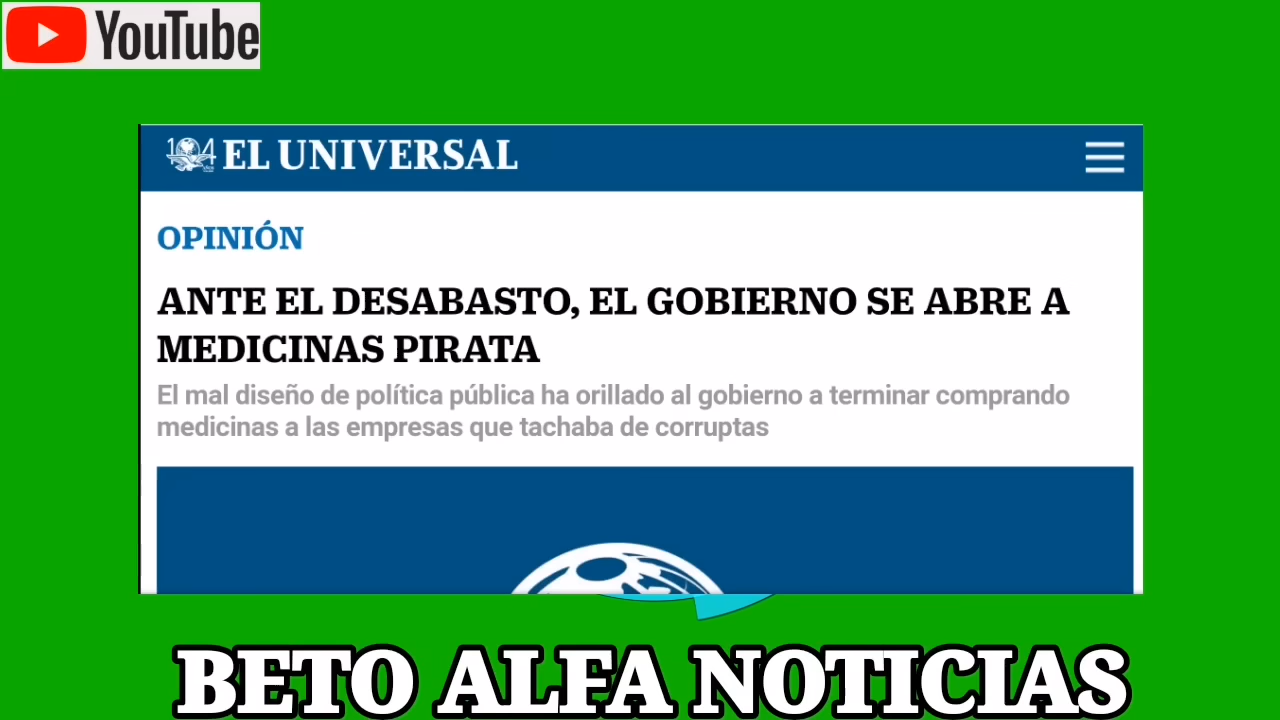 YouTube
104 EL UNIVERSAL
OPINIÓN
ANTE EL DESABASTO, EL GOBIERNO SE ABRE A
MEDICINAS PIRATA
El mal diseño de política pública ha orillado al gobierno a terminar comprando
medicinas a las empresas que tachaba de corruptas
BETO ALFA NOTICIAS